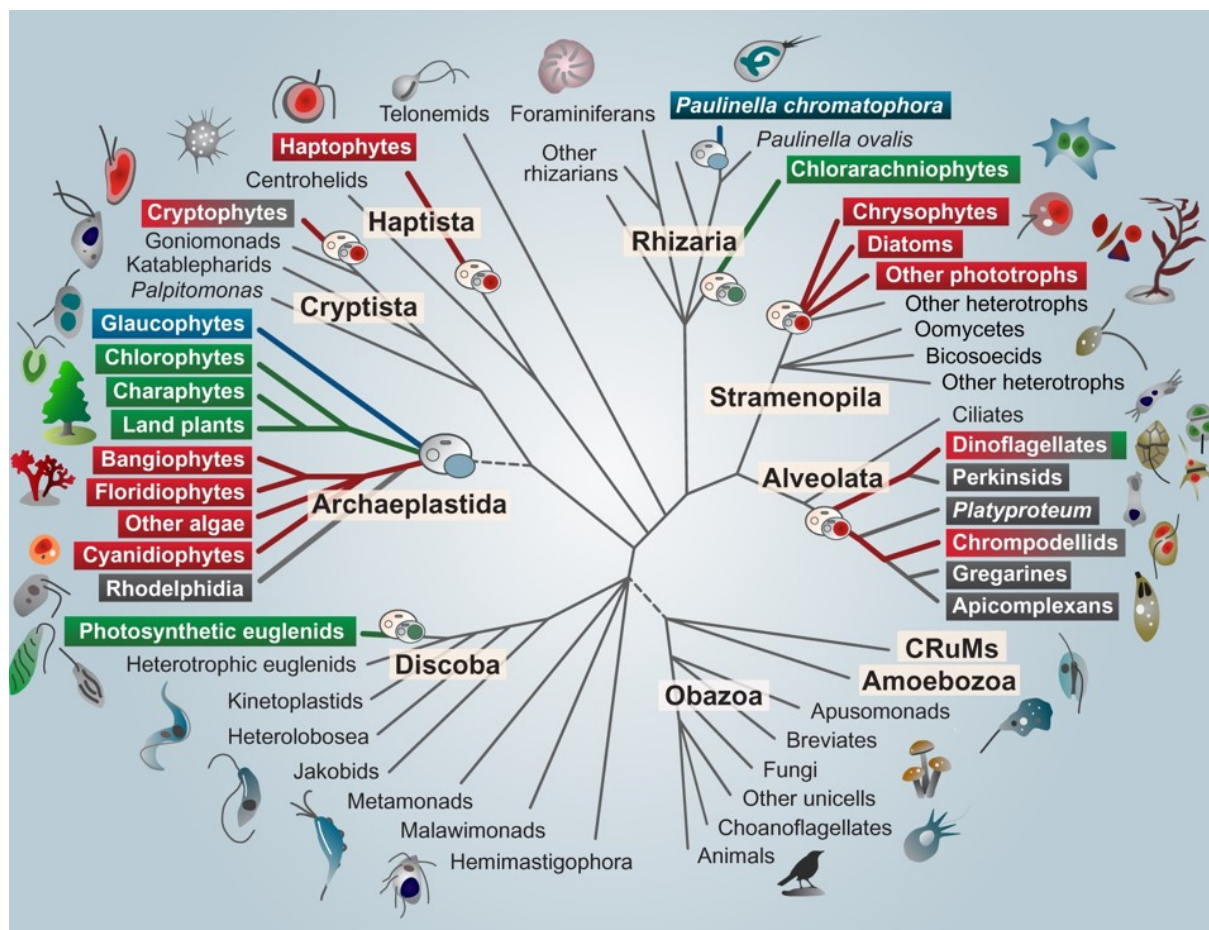 Telonemids
Foraminiferans
Paulinella chromatophora
Haptophytes
Paulinella ovalis
Other
rhizarians
Chlorarachniophytes
Centrohelids
Cryptophytes
Haptista
Rhizaria
Chrysophytes
Goniomonads
Diatoms
Katablepharids
Other phototrophs
Palpitomonas
Cryptista
Other heterotrophs
Glaucophytes
Oomycetes
Chlorophytes
Bicosoecids
Charaphytes
Other heterotrophs
Stramenopila
Land plants
Ciliates
Dinoflagellates
Bangiophytes
Alveolata
Perkinsids
Floridiophytes
Archaeplastida
Platyproteum
Other algae
Chrompodellids
Cyanidiophytes
Gregarines
Rhodelphidia
Apicomplexans
Photosynthetic euglenids
CRuMs
Heterotrophic euglenids
Discoba
Amoebozoa
Kinetoplastids
Obazoa
Apusomonads
Heterolobosea
Breviates
Jakobids
Fungi
Metamonads
Other unicells
Malawimonads
Choanoflagellates
Hemimastigophora
Animals